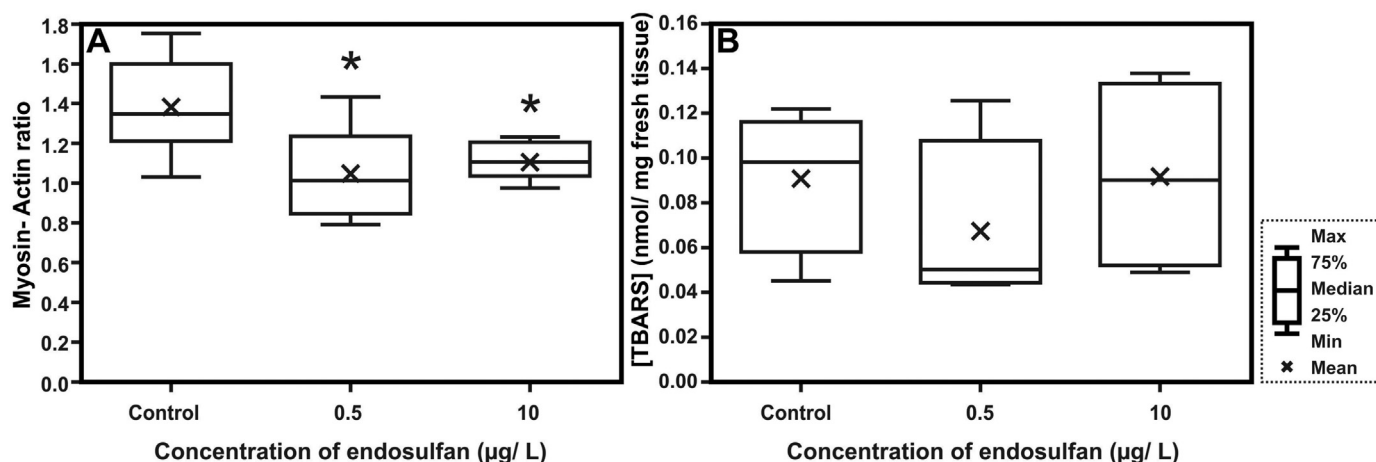 A
Myosin- Actin ratio
1.8
1.6
1.4
1.2
1.0
0.8
0.6
0.4
0.2
0.0
*
*
Control 0.5 10
Concentration of endosulfan (µg/ L)
B
[TBARS] (nmol/ mg fresh tissue)
0.16
0.14
0.12
0.10
0.08
0.06
0.04
0.02
0.00
Control 0.5 10
Concentration of endosulfan (µg/ L)
Max
75%
Median
25%
Min
Mean